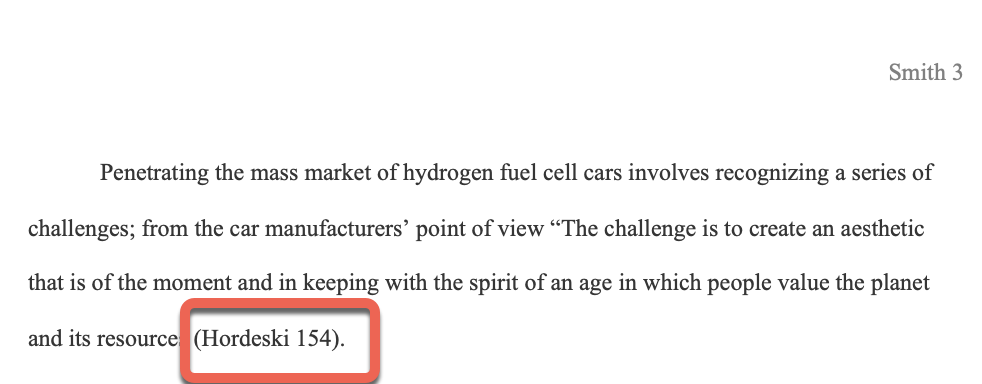 Smith 3
Penetrating the mass market of hydrogen fuel cell cars involves recognizing a series of
challenges; from the car manufacturers’ point of view “The challenge is to create an aesthetic
that is of the moment and in keeping with the spirit of an age in which people value the planet
and its resource (Hordeski 154).